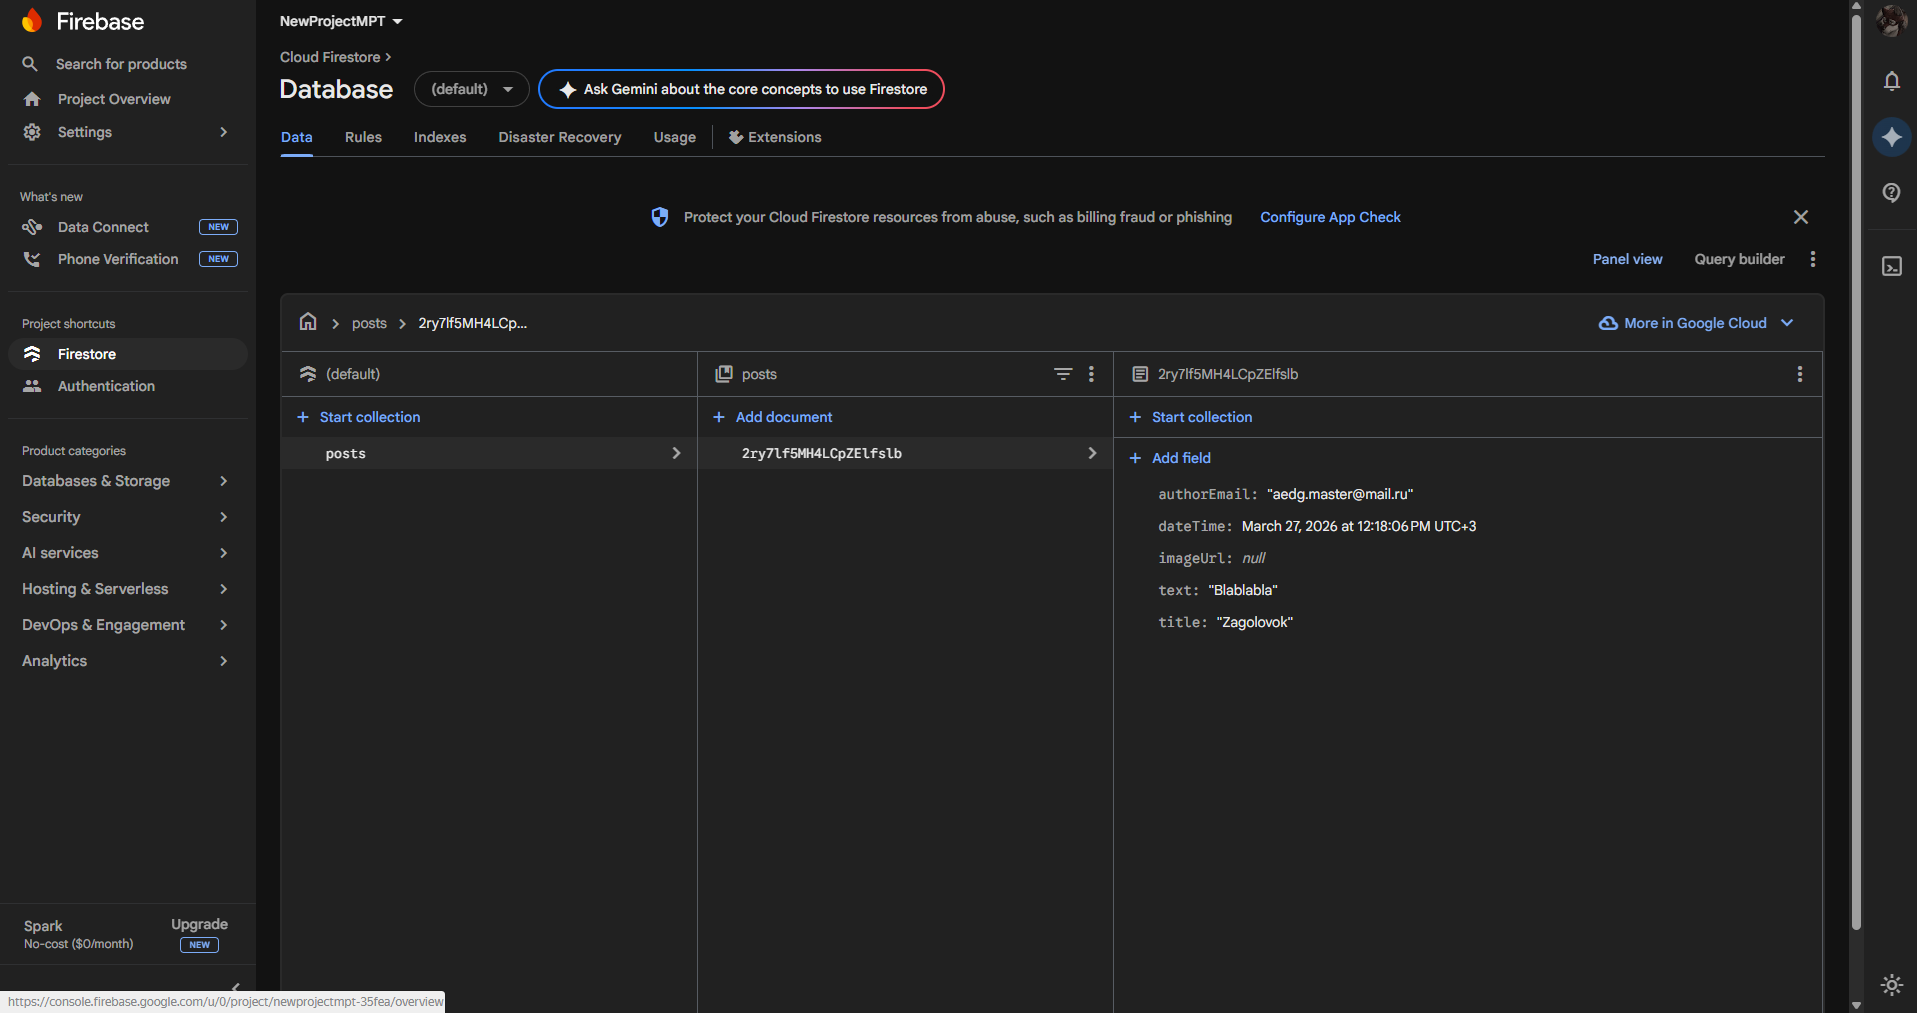 Firebase
Search for products
Project Overview
Settings
What's new
Data Connect NEW
Phone Verification NEW
Project shortcuts
Firestore
Authentication
Product categories
Databases & Storage
Security
AI services
Hosting & Serverless
DevOps & Engagement
Analytics
Spark
No-cost ($0/month)
Upgrade
NEW
https://console.firebase.google.com/u/0/project/newprojectmpt-35fea/overview
NewProjectMPT
Cloud Firestore
Database (default) Ask Gemini about the core concepts to use Firestore
Data Rules Indexes Disaster Recovery Usage Extensions
Protect your Cloud Firestore resources from abuse, such as billing fraud or phishing Configure App Check
Panel view Query builder
posts 2ry7lf5MH4LCp... More in Google Cloud
(default)
Start collection
posts
posts
Add document
2ry7lf5MH4LCpZElfslb
2ry7lf5MH4LCpZElfslb
Start collection
Add field
authorEmail: "aedg.master@mail.ru"
dateTime: March 27, 2026 at 12:18:06 PM UTC+3
imageUrl: null
text: "Blablabla"
title: "Zagolovok"